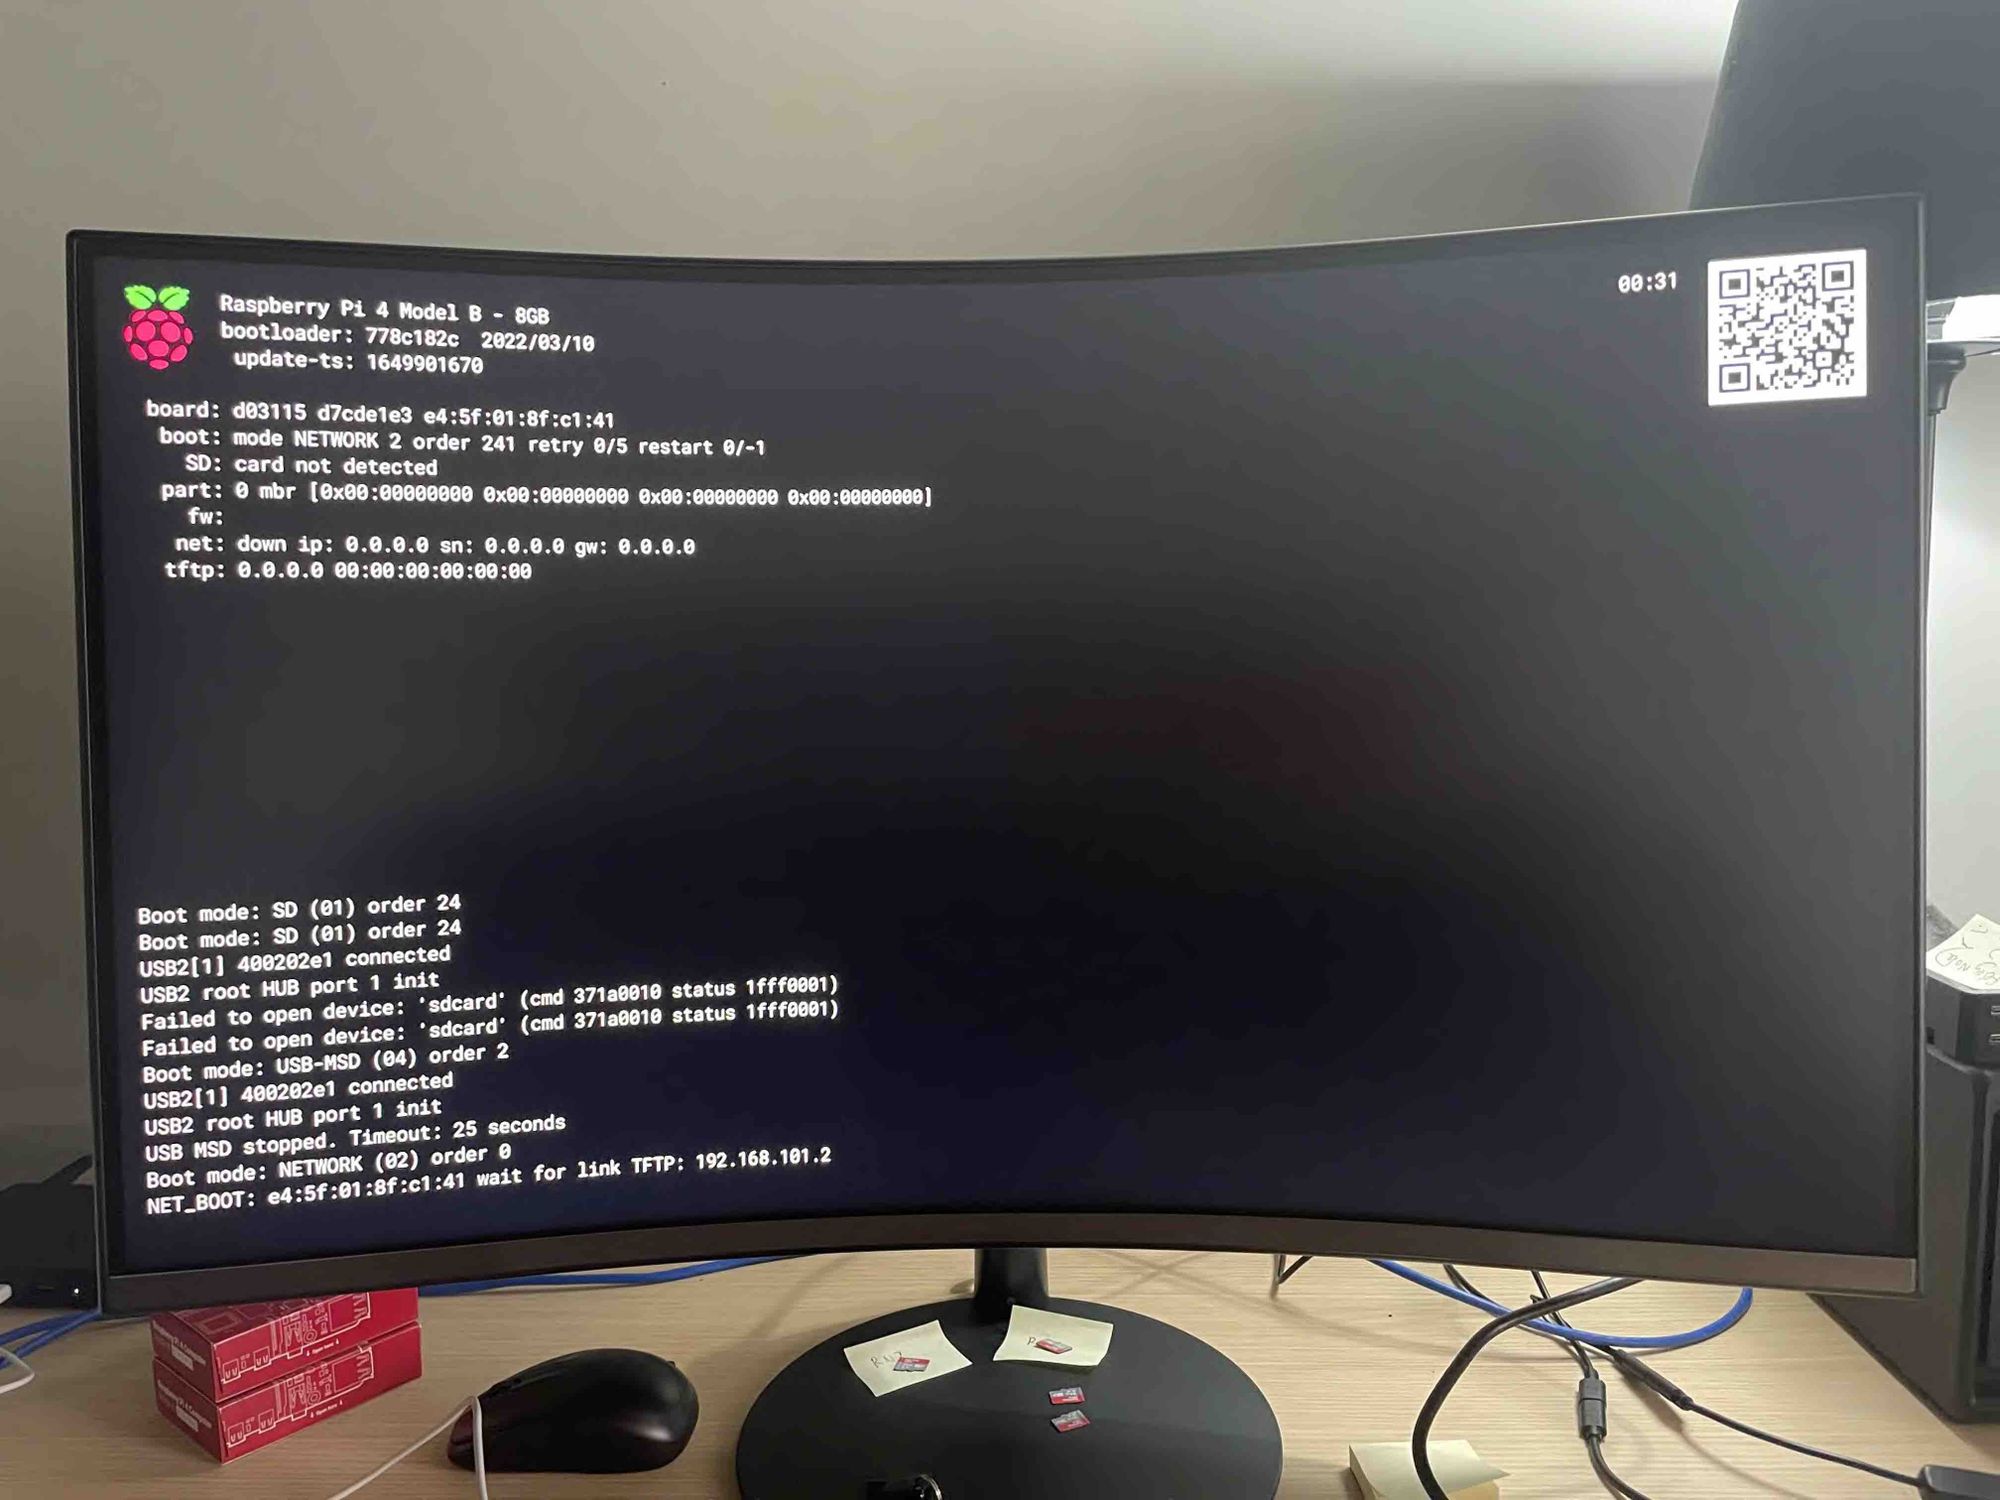 Raspberry Pi 4 Model B - 8GB
bootloader: 778c182c 2022/03/10
update-ts: 1649901670
00:31
board: d03115 d7cde1e3 e4:5f:01:8f:c1:41
boot: mode NETWORK 2 order 241 retry 0/5 restart 0/-1
SD: card not detected
part: 0 mbr [0x00:00000000 0x00:00000000 0x00:00000000 0x00:00000000]
fw:
net: down ip: 0.0.0.0 sn: 0.0.0.0 gw: 0.0.0.0
tftp: 0.0.0.0 00:00:00:00:00:00
Boot mode: SD (01) order 24
Boot mode: SD (01) order 24
USB2[1] 400202e1 connected
USB2 root HUB port 1 init
Failed to open device: 'sdcard' (cmd 371a0010 status 1fff0001)
Failed to open device: 'sdcard' (cmd 371a0010 status 1fff0001)
Boot mode: USB-MSD (04) order 2
USB2[1] 400202e1 connected
USB2 root HUB port 1 init
USB MSD stopped. Timeout: 25 seconds
Boot mode: NETWORK (02) order 0
NET_BOOT: e4:5f:01:8f:c1:41 wait for link TFTP: 192.168.101.2
Raspberry Pi 4 Computer
Raspberry Pi 4 Computer